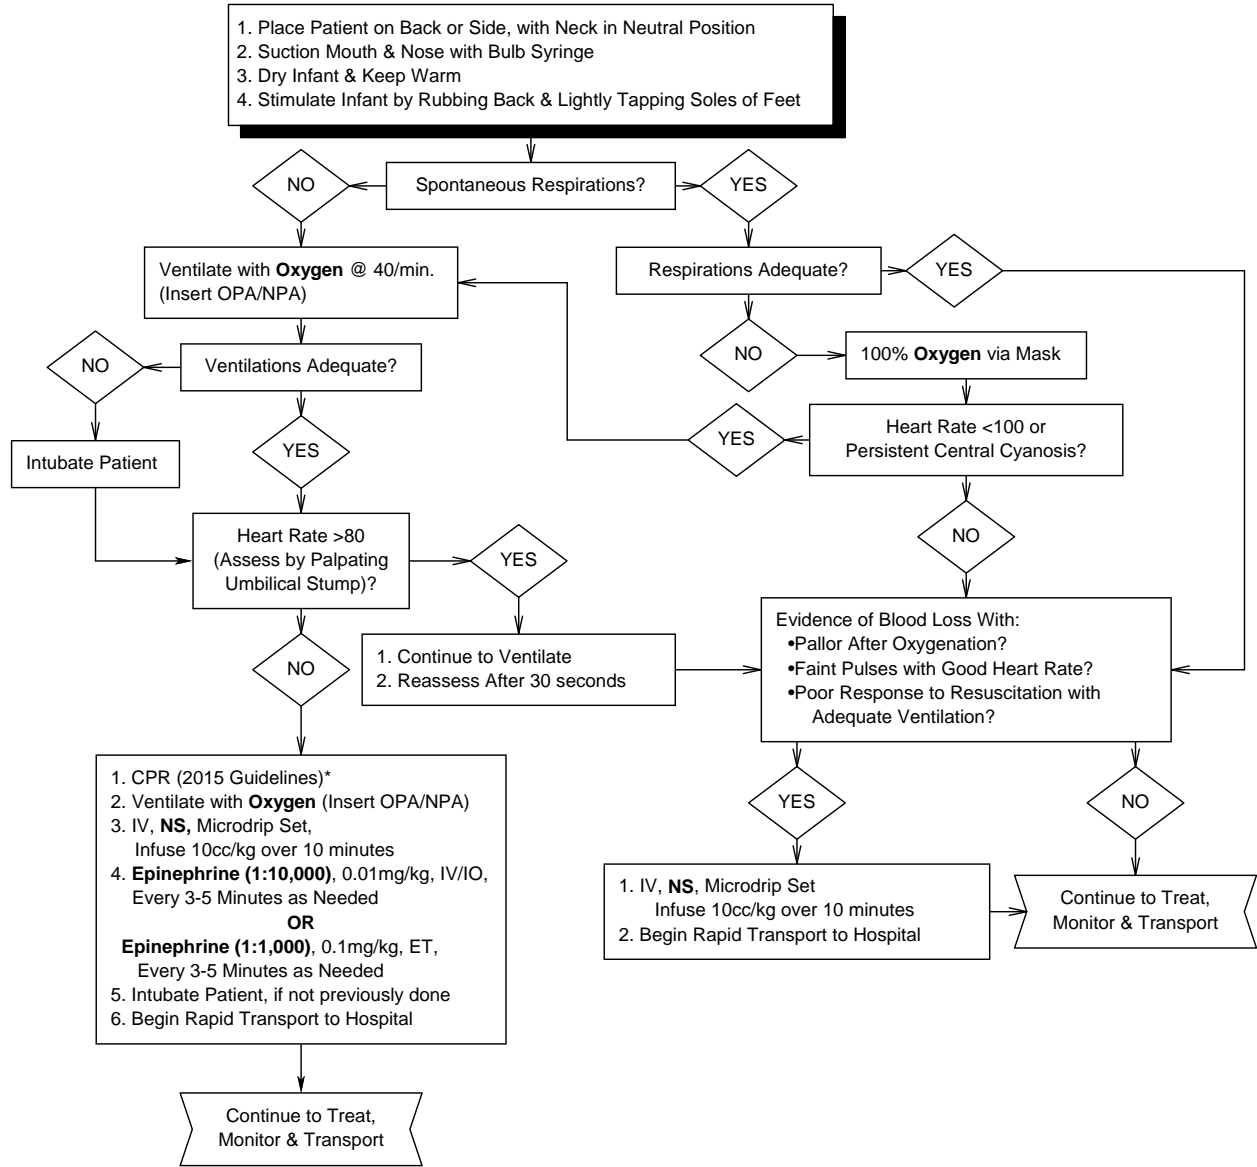 1. Place Patient on Back or Side, with Neck in Neutral Position
2. Suction Mouth & Nose with Bulb Syringe
3. Dry Infant & Keep Warm
4. Stimulate Infant by Rubbing Back & Lightly Tapping Soles of Feet
NO
Spontaneous Respirations?
YES
Ventilate with Oxygen @ 40/min.
(Insert OPA/NPA)
Respirations Adequate?
YES
NO
Ventilations Adequate?
NO
100% Oxygen via Mask
YES
Intubate Patient
YES
Heart Rate <100 or
Persistent Central Cyanosis?
NO
Heart Rate >80
(Assess by Palpating
Umbilical Stump)?
YES
NO
1. Continue to Ventilate
2. Reassess After 30 seconds
Evidence of Blood Loss With:
•Pallor After Oxygenation?
•Faint Pulses with Good Heart Rate?
•Poor Response to Resuscitation with
Adequate Ventilation?
1. CPR (2015 Guidelines)*
2. Ventilate with Oxygen (Insert OPA/NPA)
3. IV, NS, Microdrip Set,
Infuse 10cc/kg over 10 minutes
4. Epinephrine (1:10,000), 0.01mg/kg, IV/IO,
Every 3-5 Minutes as Needed
OR
Epinephrine (1:1,000), 0.1mg/kg, ET,
Every 3-5 Minutes as Needed
5. Intubate Patient, if not previously done
6. Begin Rapid Transport to Hospital
YES
NO
1. IV, NS, Microdrip Set
Infuse 10cc/kg over 10 minutes
2. Begin Rapid Transport to Hospital
Continue to Treat,
Monitor & Transport
Continue to Treat,
Monitor & Transport